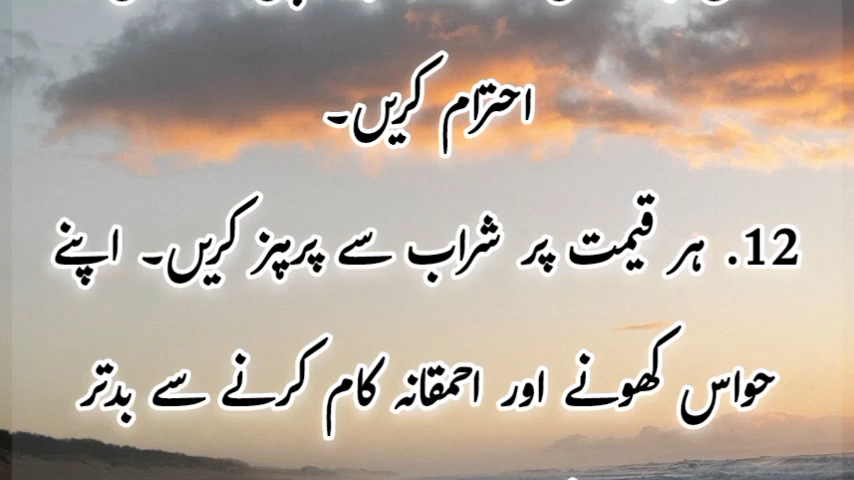 احترام کریں۔
12. ہر قیمت پر شراب سے پرہیز کریں۔ اپنے
حواس کھونے اور احمقانہ کام کرنے سے بدتر